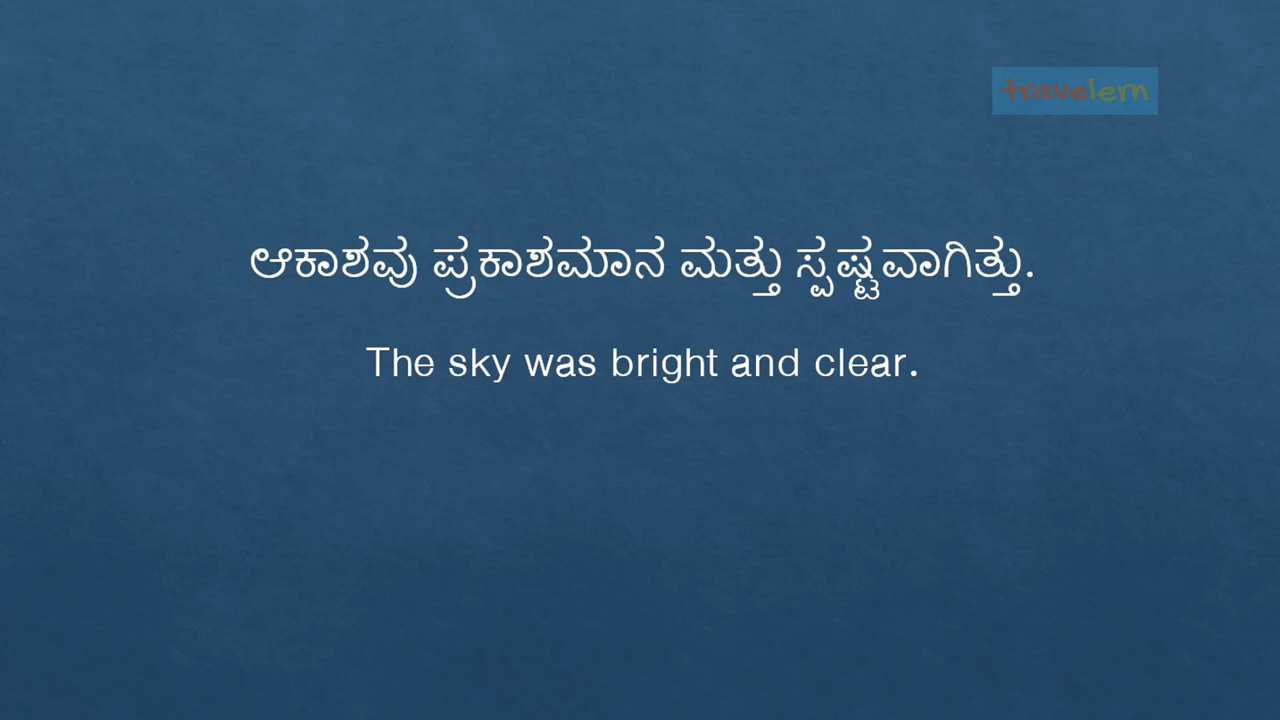 travelern
ಆಕಾಶವು ಪ್ರಕಾಶಮಾನ ಮತ್ತು ಸ್ಪಷ್ಟವಾಗಿತ್ತು.
The sky was bright and clear.